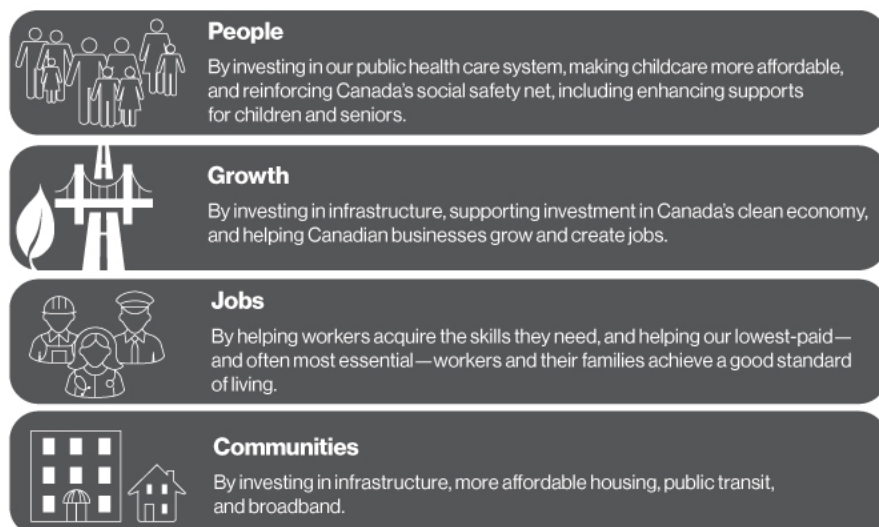 People
By investing in our public health care system, making childcare more affordable,
and reinforcing Canada's social safety net, including enhancing supports
for children and seniors.
Growth
By investing in infrastructure, supporting investment in Canada's clean economy,
and helping Canadian businesses grow and create jobs.
Jobs
By helping workers acquire the skills they need, and helping our lowest-paid—
and often most essential—workers and their families achieve a good standard
of living.
Communities
By investing in infrastructure, more affordable housing, public transit,
and broadband.